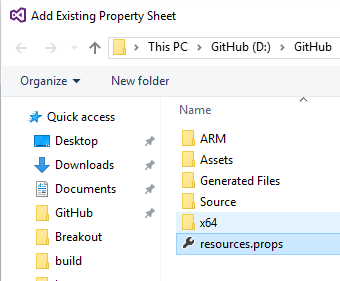 Add Existing Property Sheet
This PC > GitHub (D:) > GitHub
Organize New folder
Quick access
Desktop
Downloads
Documents
GitHub
Breakout
build
Name
ARM
Assets
Generated Files
Source
x64
resources.props